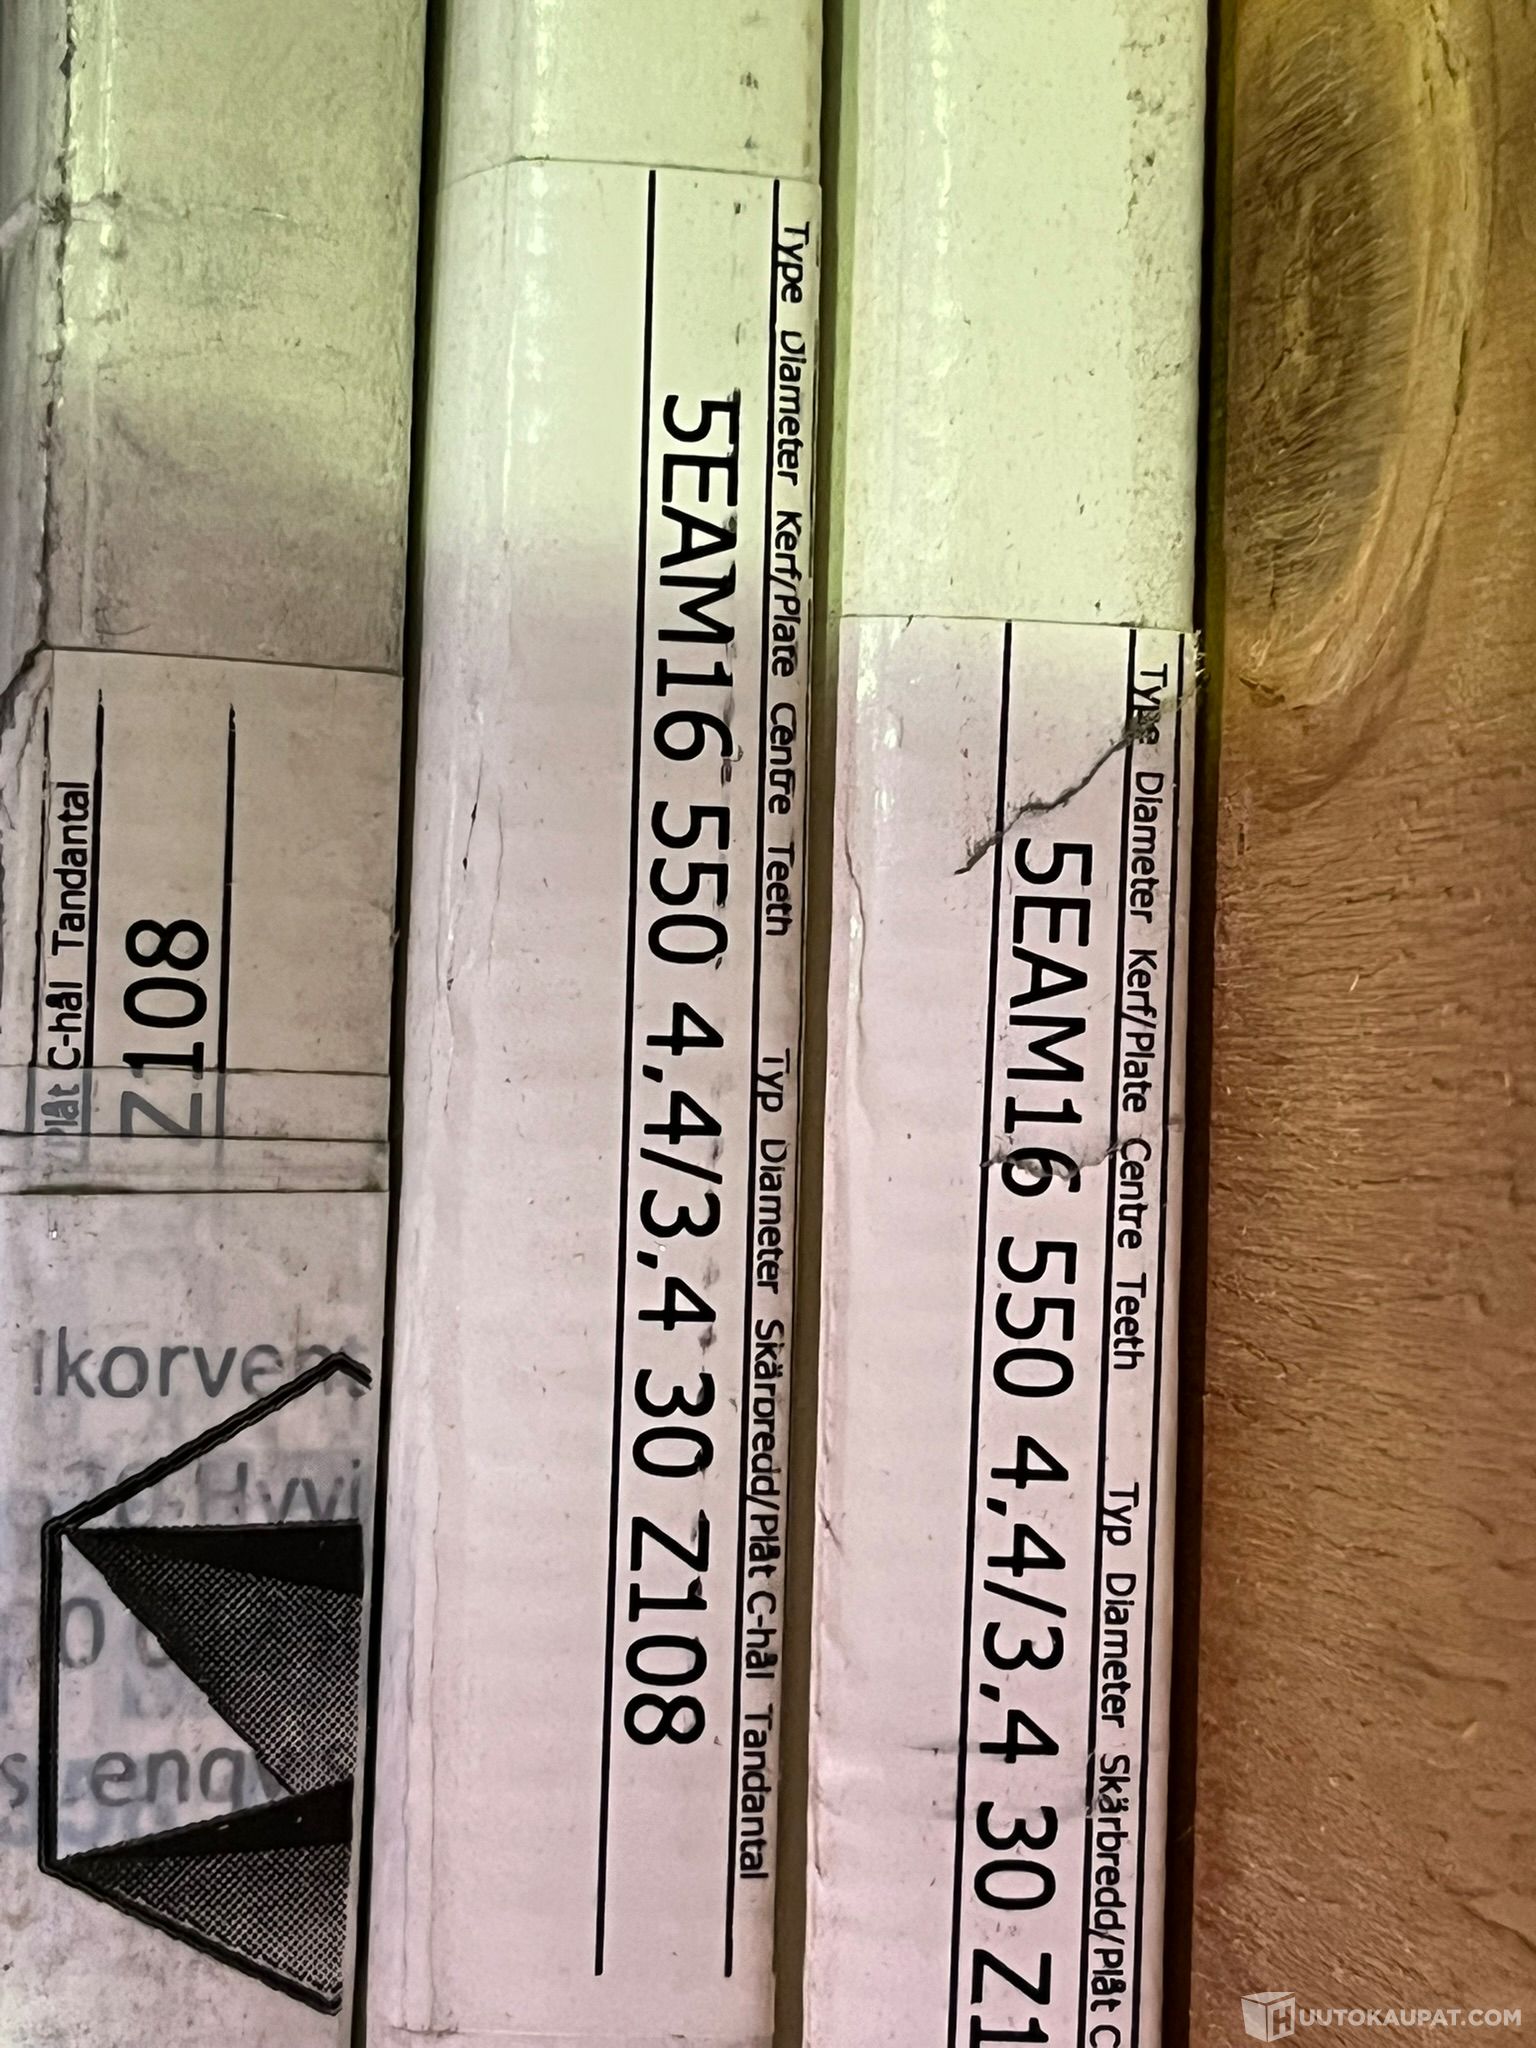 C-hål Tandantal
Z108
Type Diameter Kerf/Plate Centre Teeth Typ Diameter Skärbredd/Plåt C-hål Tandantal
5EAM16 550 4,4/3,4 30 Z108
Type Diameter Kerf/Plate Centre Teeth Typ Diameter Skärbredd/Plåt C
5EAM16 550 4,4/3,4 30 Z1
HUUTOKAUPAT.COM